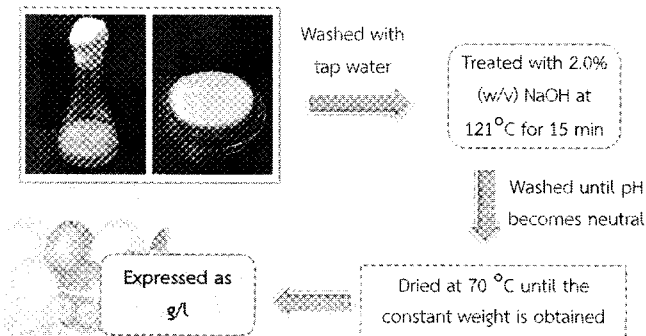 Washed with
tap water
Treated with 2.0%
(w/v) NaOH at
121°C for 15 min
Washed until pH
becomes neutral
Dried at 70 °C until the
constant weight is obtained
Expressed as
g/l